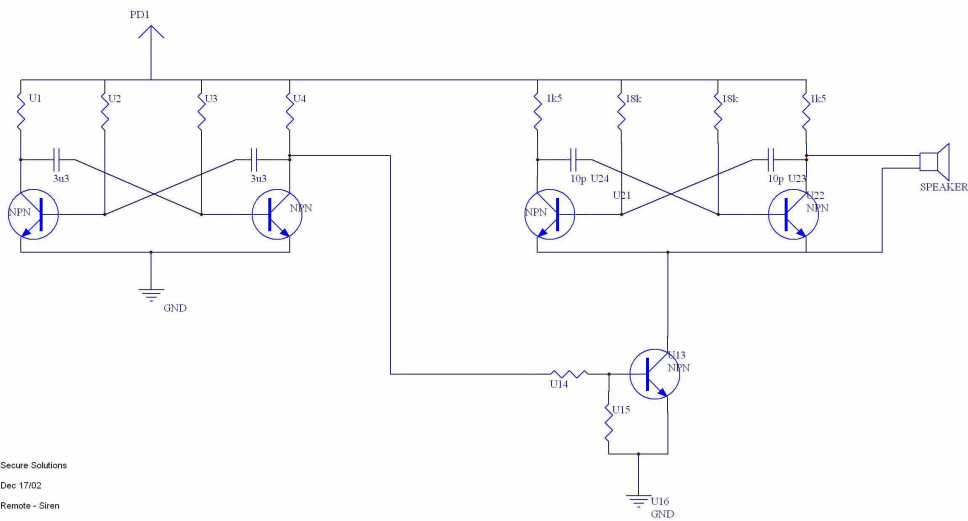 PD1
U1
U2
U3
U4
1k5
18k
18k
1k5
3u3
3u3
10p U24
10p U23
SPEAKER
U21
U22
NPN
NPN
NPN
NPN
GND
U13
NPN
U14
U15
U16
GND
Secure Solutions
Dec 17/02
Remote - Siren